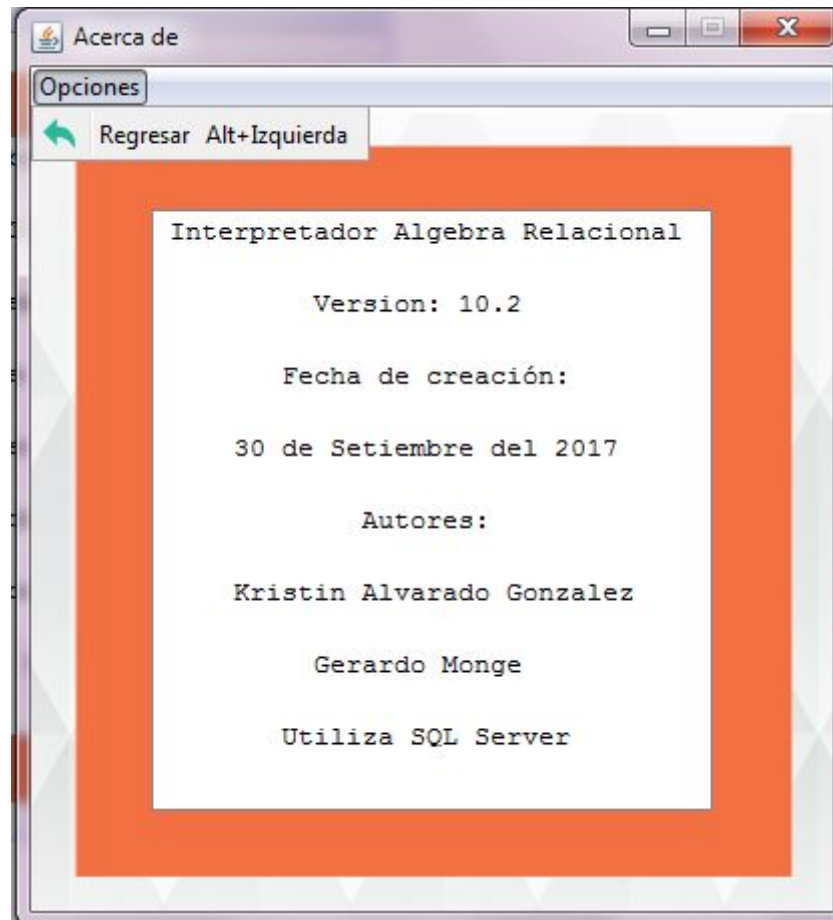 Acerca de
Opciones
Regresar Alt+Izquierda
Interpretador Algebra Relacional
Version: 10.2
Fecha de creación:
30 de Setiembre del 2017
Autores:
Kristin Alvarado Gonzalez
Gerardo Monge
Utiliza SQL Server